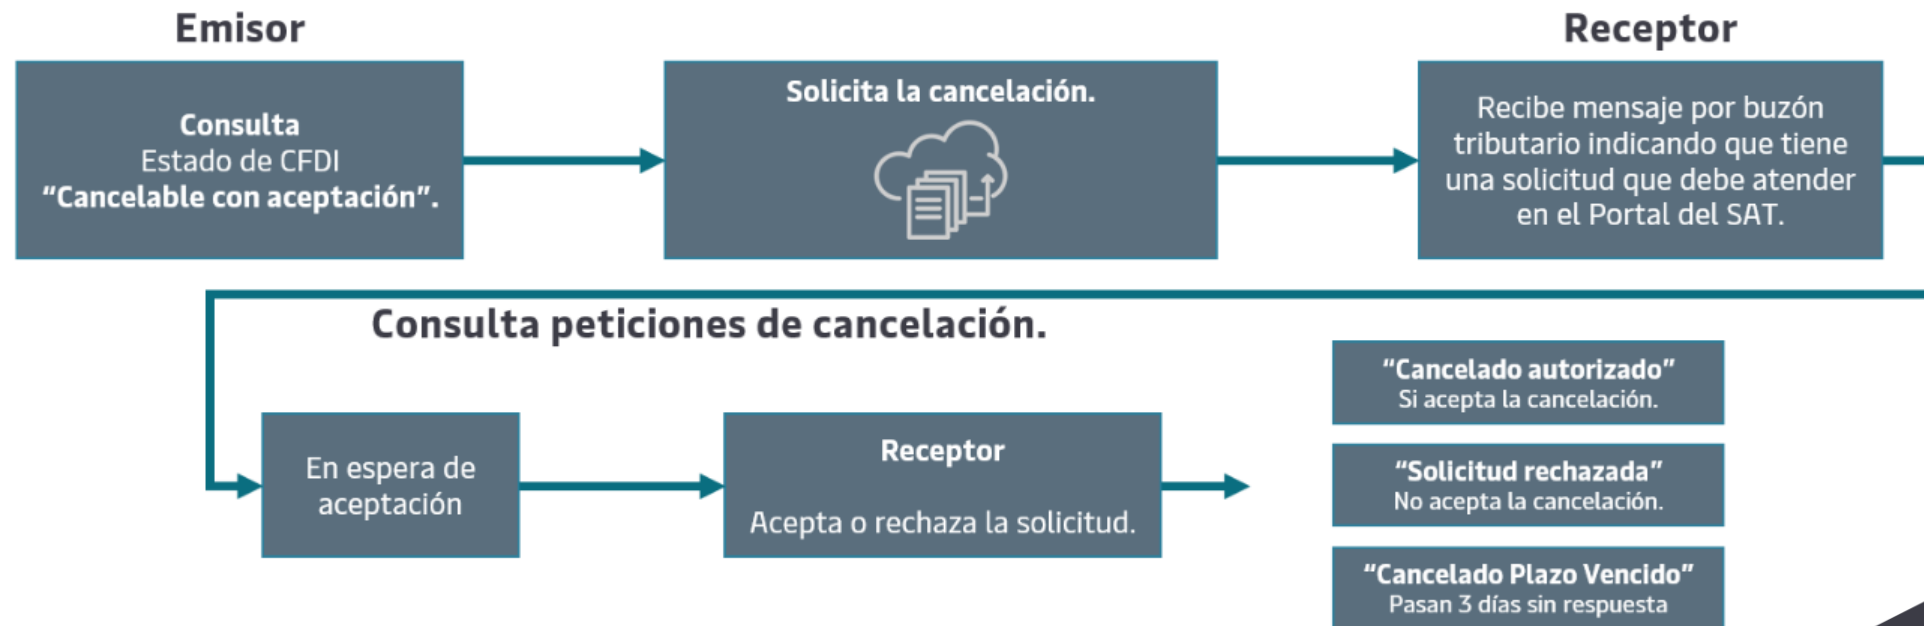 Emisor
Receptor
Consulta
Estado de CFDI
“Cancelable con aceptación”.
Solicita la cancelación.
Recibe mensaje por buzón
tributario indicando que tiene
una solicitud que debe atender
en el Portal del SAT.
Consulta peticiones de cancelación.
En espera de
aceptación
Receptor
Acepta o rechaza la solicitud.
“Cancelado autorizado”
Si acepta la cancelación.
“Solicitud rechazada”
No acepta la cancelación.
“Cancelado Plazo Vencido”
Pasan 3 días sin respuesta